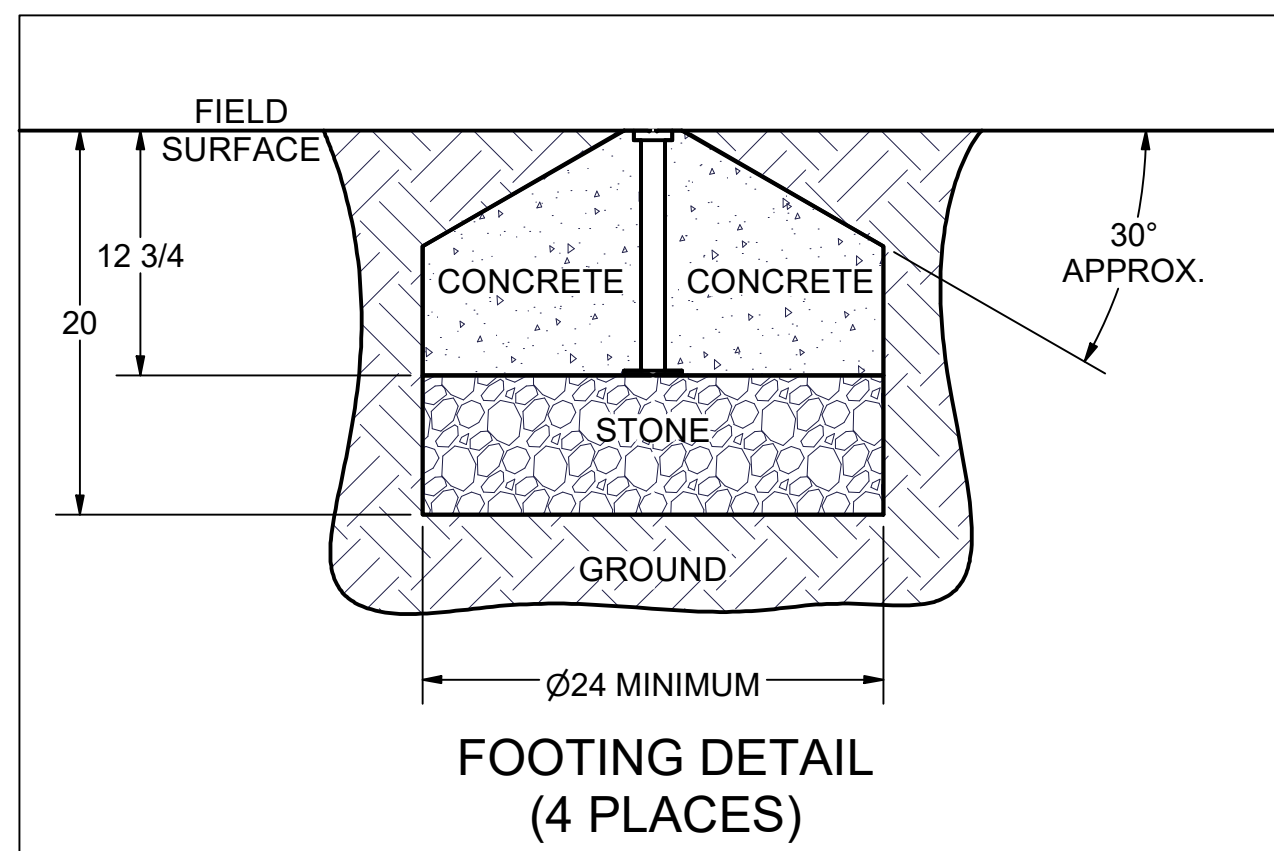 FIELD
SURFACE
12 3/4
20
CONCRETE
CONCRETE
30°
APPROX.
STONE
GROUND
Ø24 MINIMUM
FOOTING DETAIL
(4 PLACES)